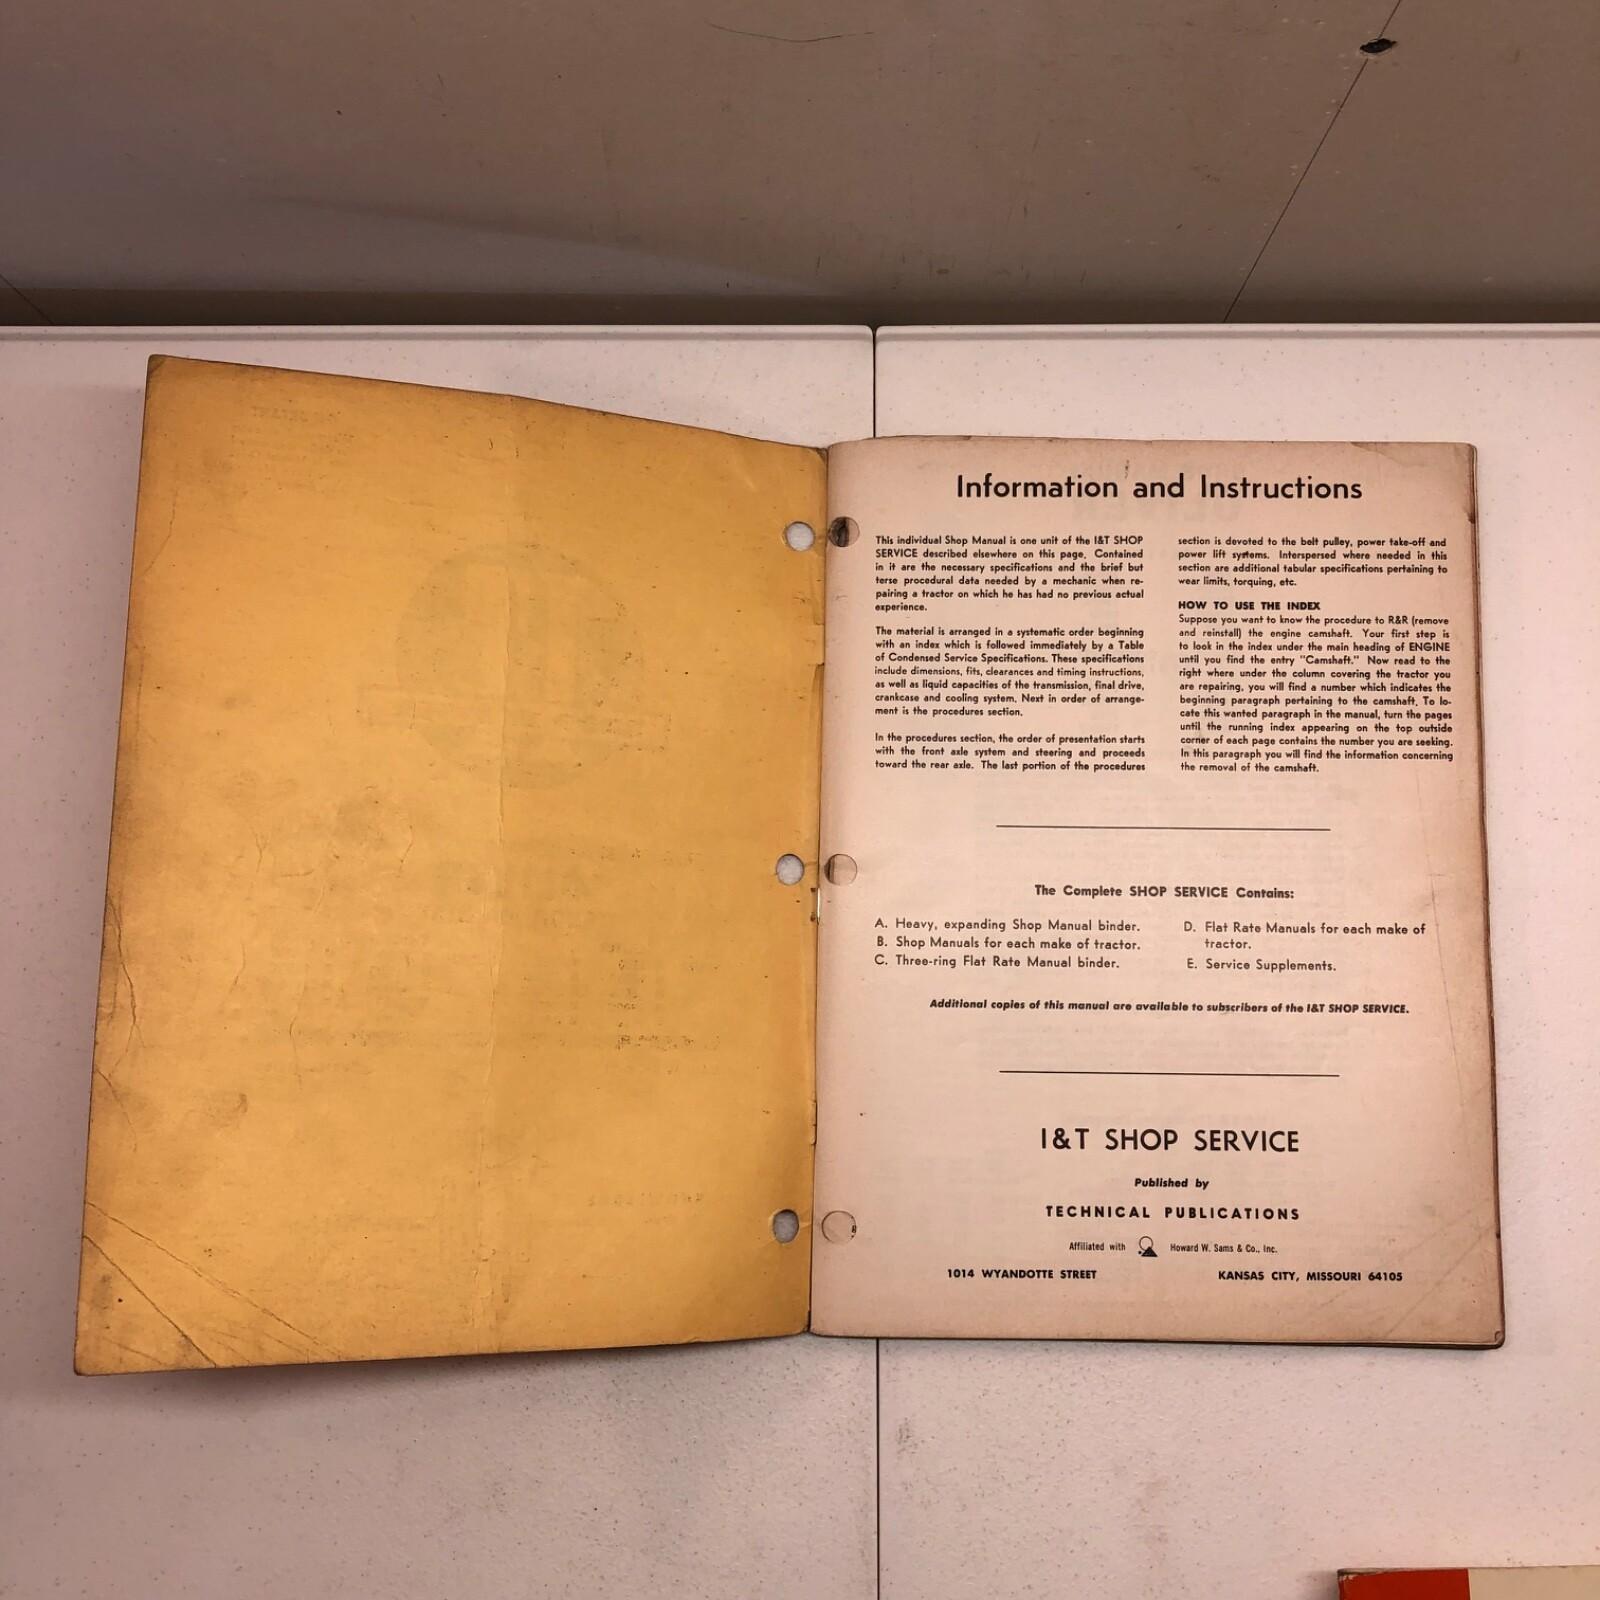 Information and Instructions
This individual Shop Manual is one unit of the I&T SHOP
SERVICE described elsewhere on this page. Contained
in it are the necessary specifications and the brief but
terse procedural data needed by a mechanic when re-
pairing a tractor on which he has had no previous actual
experience.
The material is arranged in a systematic order beginning
with an index which is followed immediately by a Table
of Condensed Service Specifications. These specifications
include dimensions, fits, clearances and timing instructions,
as well as liquid capacities of the transmission, final drive,
crankcase and cooling system. Next in order of arrange-
ment is the procedures section.
In the procedures section, the order of presentation starts
with the front axle system and steering and proceeds
toward the rear axle. The last portion of the procedures
section is devoted to the belt pulley, power take-off and
power lift systems. Interspersed where needed in this
section are additional tabular specifications pertaining to
wear limits, torquing, etc.
HOW TO USE THE INDEX
Suppose you want to know the procedure to R&R (remove
and reinstall) the engine camshaft. Your first step is
to look in the index under the main heading of ENGINE
until you find the entry "Camshaft." Now read to the
right where under the column covering the tractor you
are repairing, you will find a number which indicates the
beginning paragraph pertaining to the camshaft. To lo-
cate this wanted paragraph in the manual, turn the pages
until the running index appearing on the top outside
corner of each page contains the number you are seeking.
In this paragraph you will find the information concerning
the removal of the camshaft.
The Complete SHOP SERVICE Contains:
A. Heavy, expanding Shop Manual binder.
B. Shop Manuals for each make of tractor.
C. Three-ring Flat Rate Manual binder.
D. Flat Rate Manuals for each make of
tractor.
E. Service Supplements.
Additional copies of this manual are available to subscribers of the I&T SHOP SERVICE.
I&T SHOP SERVICE
Published by
TECHNICAL PUBLICATIONS
Affiliated with Howard W. Sams & Co., Inc.
1014 WYANDOTTE STREET KANSAS CITY, MISSOURI 64105